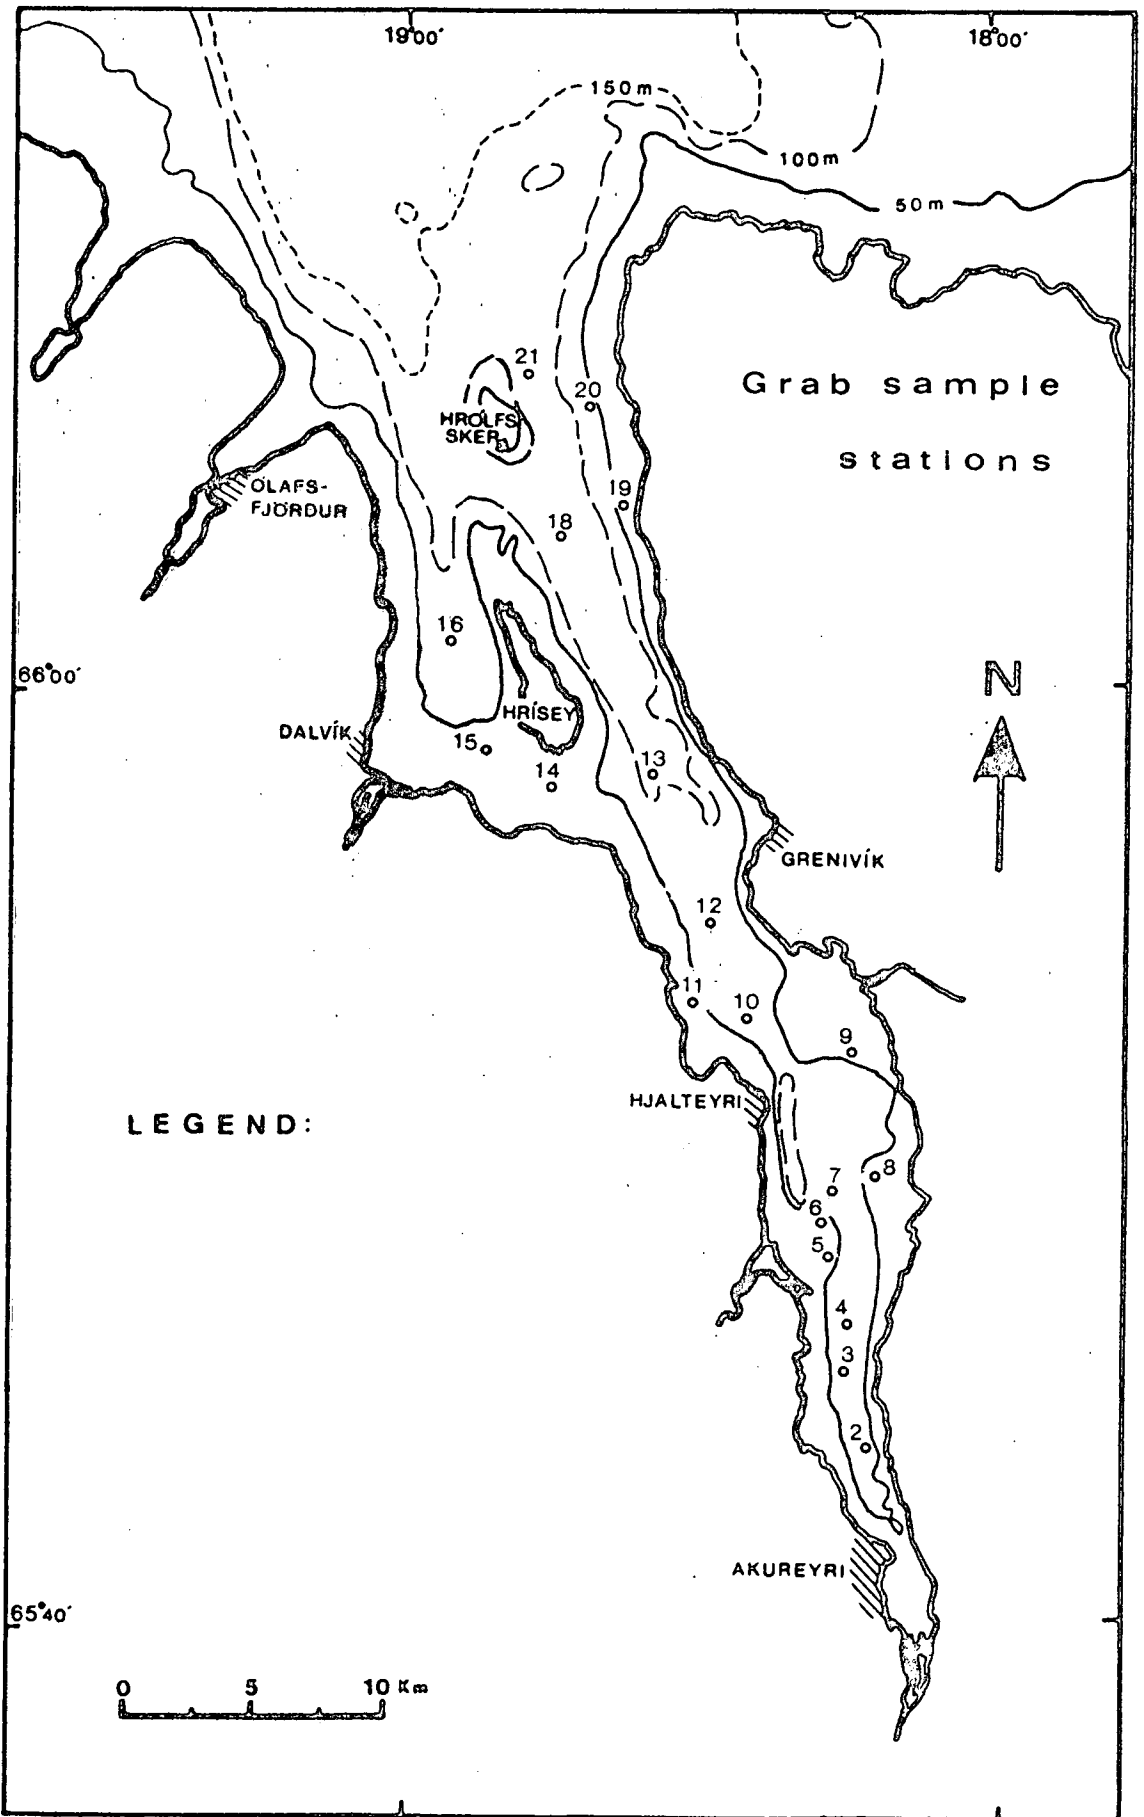 19°00′
18°00′
150m
100m
50m
21
20
Grab sample
stations
HRÓLFS
SKER
19
18
ÓLAFS-
FJÖRÐUR
16
66°00′
N
HRÍSEY
DALVÍK
15
14
13
GRENIVÍK
12
11
10
9
HJALTEYRI
LEGEND:
8
7
6
5
4
3
2
AKUREYRI
65°40′
0 5 10 Km